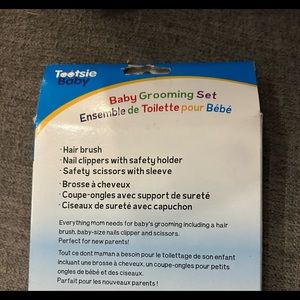 Tootsie
Baby
Baby Grooming Set
Ensemble de Toilette pour Bébé
· Hair brush
· Nail clippers with safety holder
· Safety scissors with sleeve
· Brosse à cheveux
· Coupe-ongles avec support de sureté
· Ciseaux de sureté avec capuchon
Everything mom needs for baby's grooming including a hair
brush, baby-size nails clipper and scissors.
Perfect for new parents!
Tout ce dont maman a besoin pour le toilettage de son enfant
incluant une brosse à cheveux, un coupe-ongles pour petits
ongles de bébé et des ciseaux.
Parfait pour les nouveaux parents !